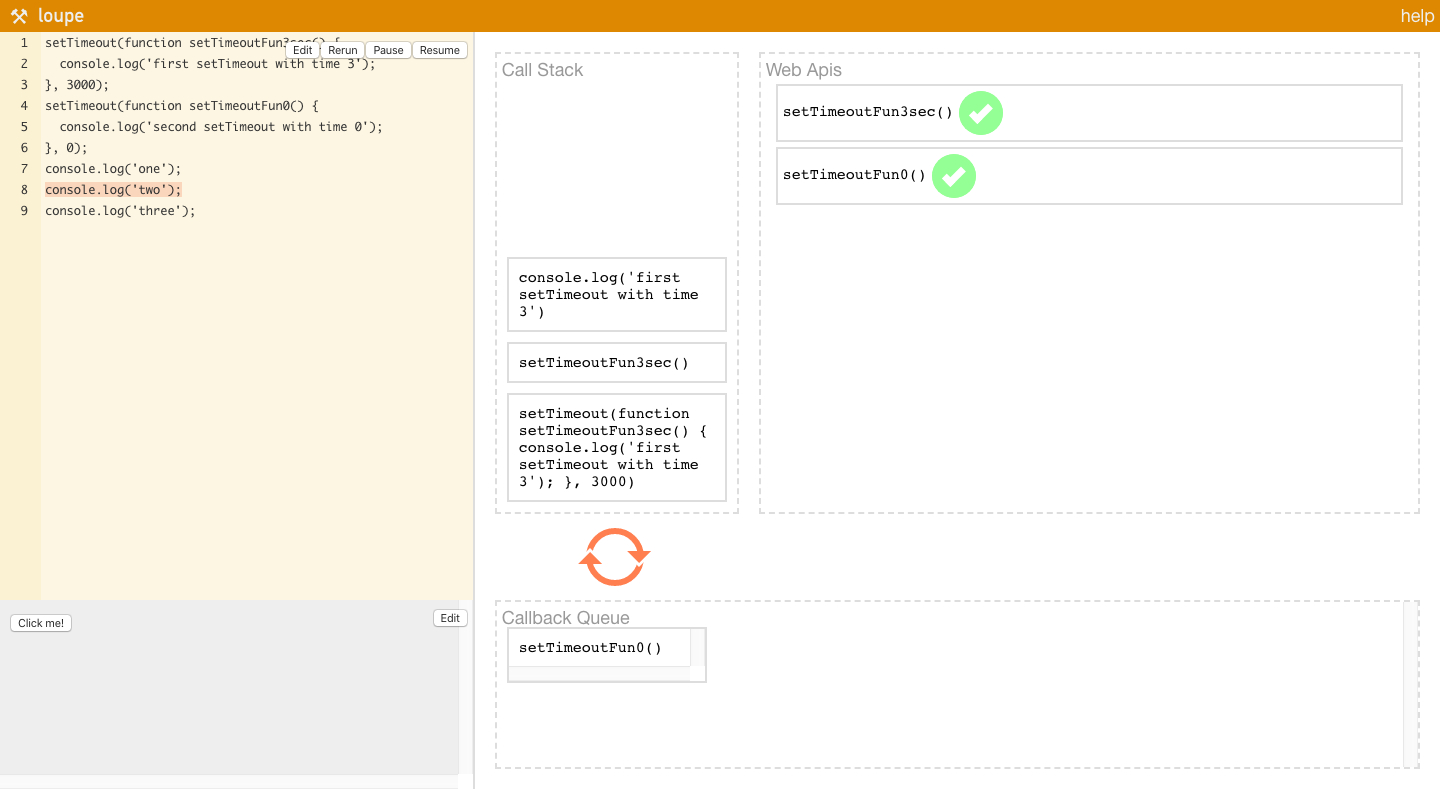 loupe
help
1 setTimeout(function setTimeoutFun3sec() {
Edit Rerun Pause Resume
2 console.log('first setTimeout with time 3');
3 }, 3000);
4 setTimeout(function setTimeoutFun0() {
5 console.log('second setTimeout with time 0');
6 }, 0);
7 console.log('one');
8 console.log('two');
9 console.log('three');
Click me!
Edit
Call Stack
console.log('first
setTimeout with time
3')
setTimeoutFun3sec()
setTimeout(function
setTimeoutFun3sec() {
console.log('first
setTimeout with time
3'); }, 3000)
Web Apis
setTimeoutFun3sec()
setTimeoutFun0()
Callback Queue
setTimeoutFun0()